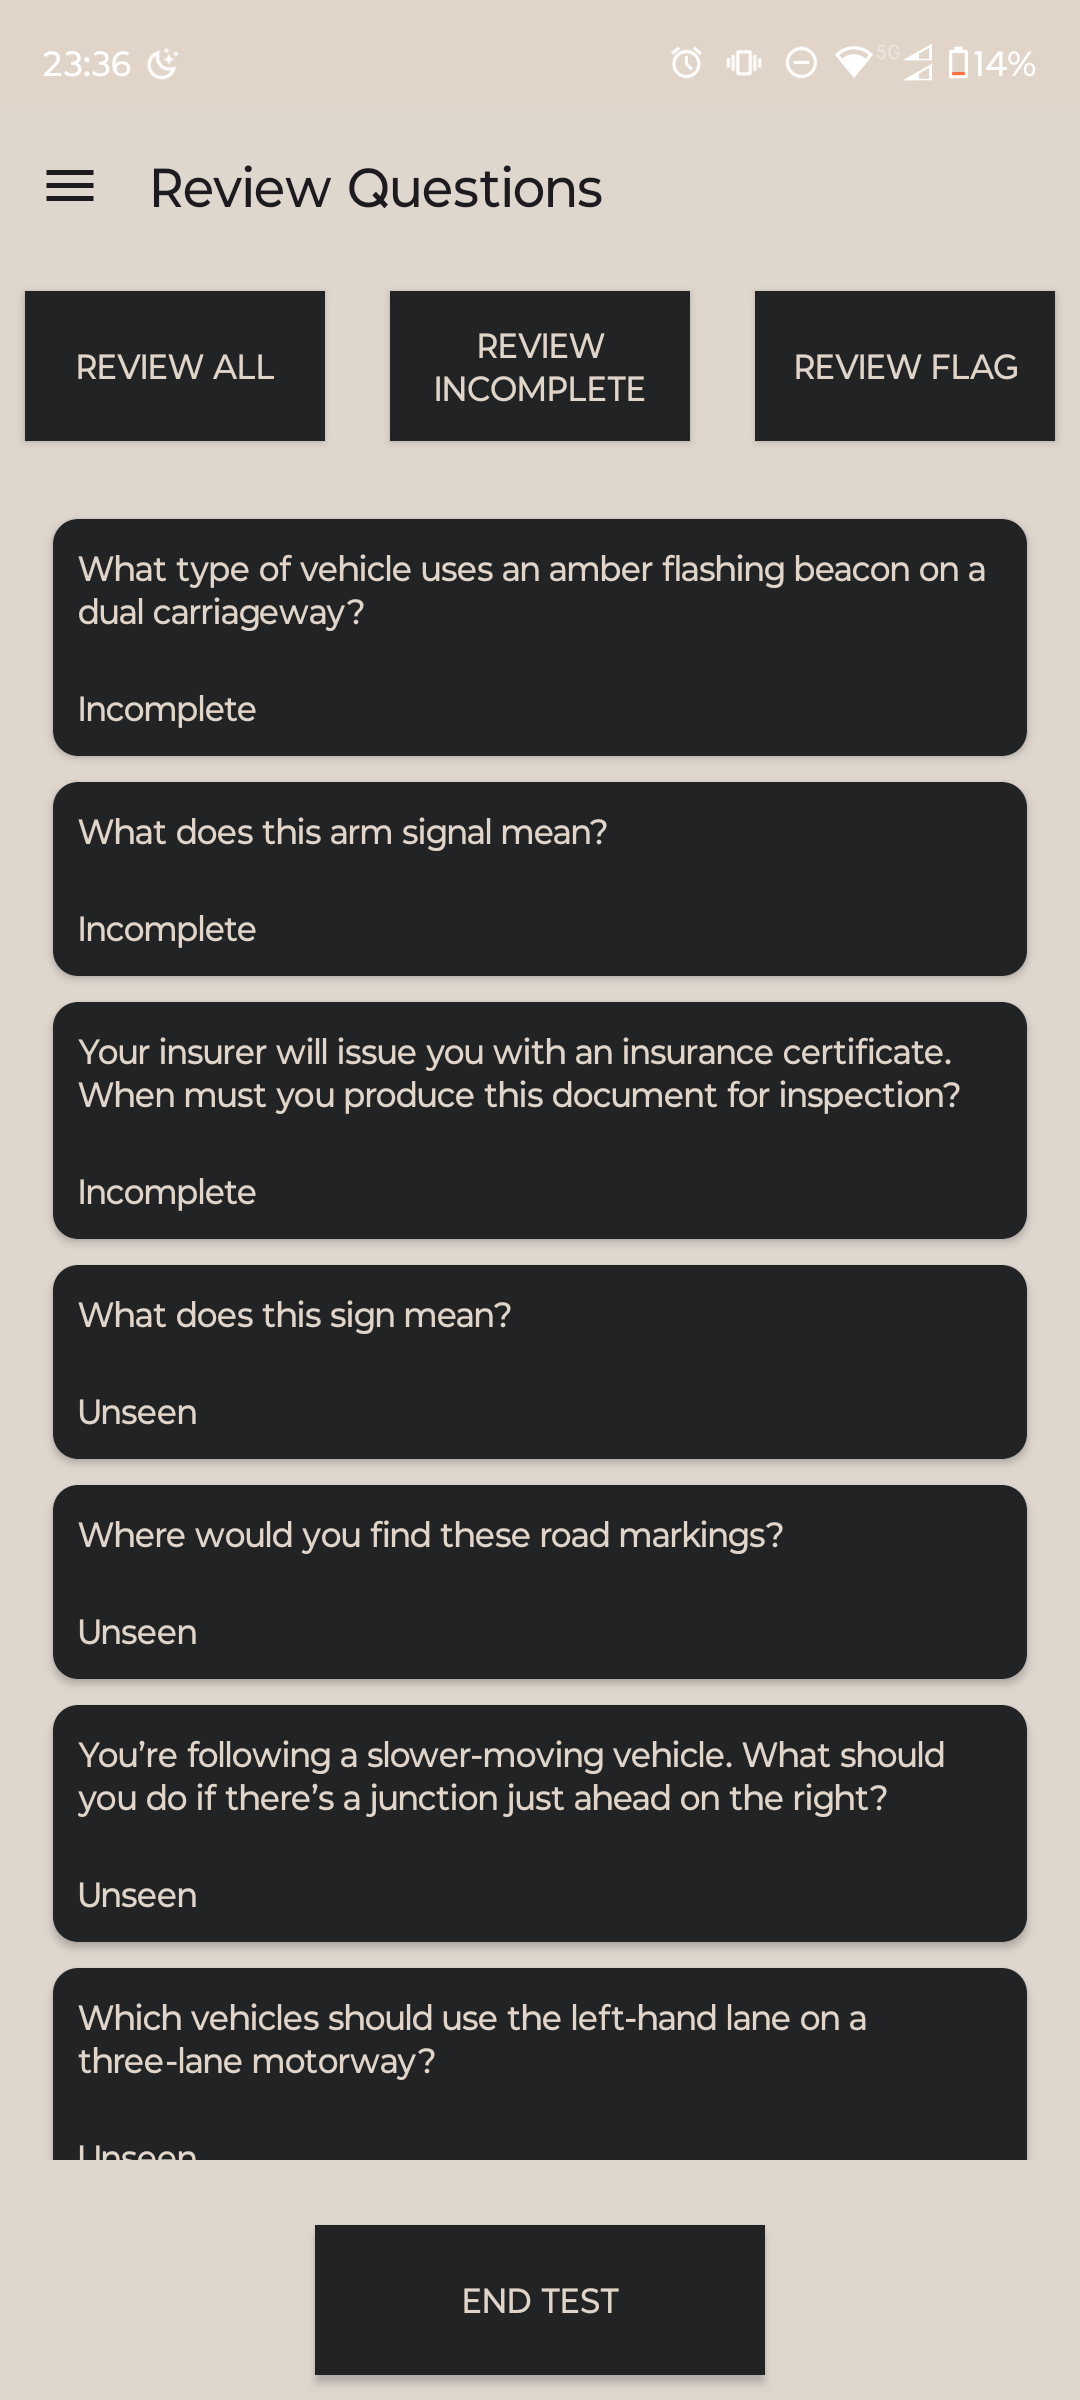 23:36
5G
14%
Review Questions
REVIEW ALL
REVIEW
INCOMPLETE
REVIEW FLAG
What type of vehicle uses an amber flashing beacon on a
dual carriageway?
Incomplete
What does this arm signal mean?
Incomplete
Your insurer will issue you with an insurance certificate.
When must you produce this document for inspection?
Incomplete
What does this sign mean?
Unseen
Where would you find these road markings?
Unseen
You’re following a slower-moving vehicle. What should
you do if there’s a junction just ahead on the right?
Unseen
Which vehicles should use the left-hand lane on a
three-lane motorway?
Unseen
END TEST